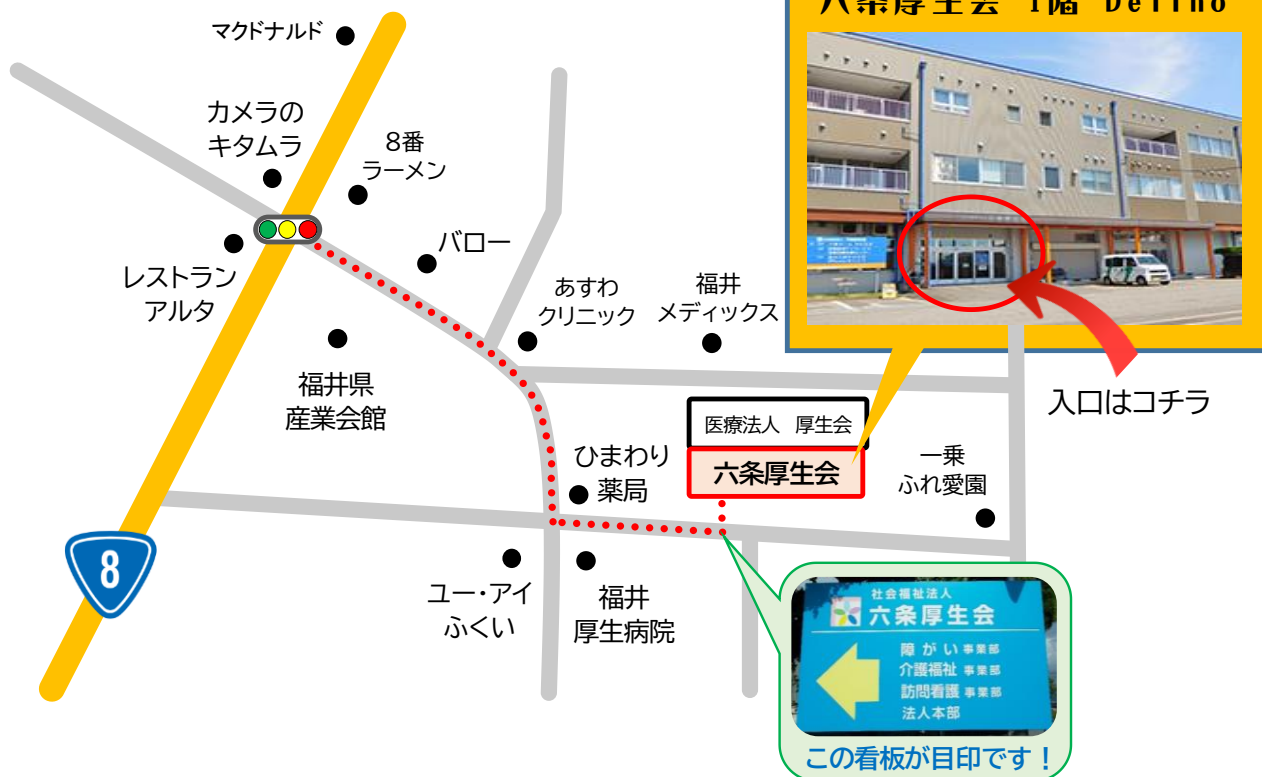 六条厚生会 1階 Delino
マクドナルド
カメラの
キタムラ
8番
ラーメン
バロー
レストラン
アルタ
福井県
産業会館
あすわ
クリニック
福井
メディックス
入口はコチラ
医療法人 厚生会
六条厚生会
ひまわり
薬局
一乗
ふれ愛園
8
ユー・アイ
ふくい
福井
厚生病院
社会福祉法人
六条厚生会
障がい事業部
介護福祉 事業部
訪問看護 事業部
法人本部
この看板が目印です！